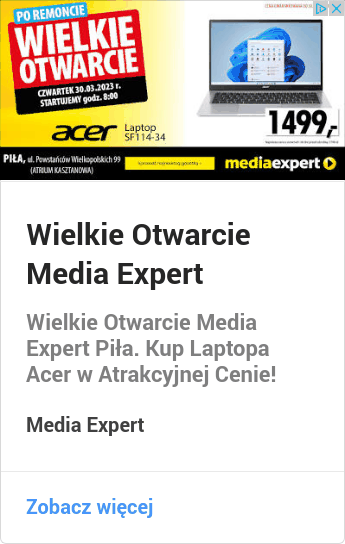 PO REMONCIE
WIELKIE
OTWARCIE
CZWARTEK 30.03.2023 r.
STARTUJEMY godz. 8:00
acer
Laptop
SF114-34
1499,-
PIŁA, ul. Powstańców Wielkopolskich 99
(ATRIUM KASZTANOWA)
mediaexpert
Wielkie Otwarcie
Media Expert
Wielkie Otwarcie Media
Expert Piła. Kup Laptopa
Acer w Atrakcyjnej Cenie!
Media Expert
Zobacz więcej